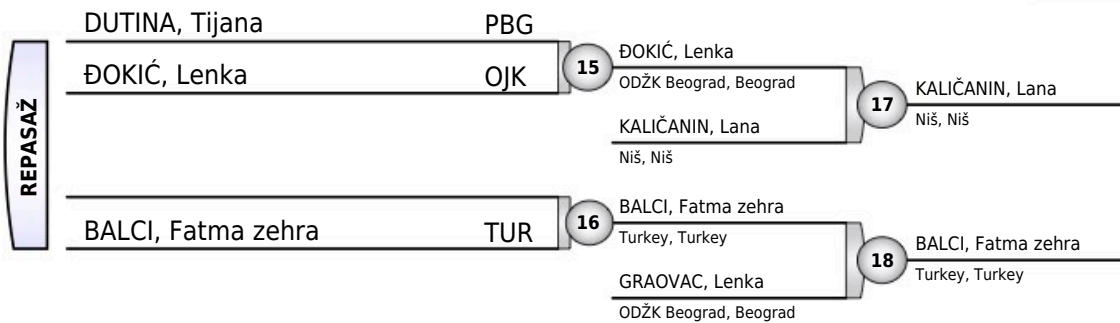 REPASAŽ
DUTINA, Tijana PBG
ĐOKIĆ, Lenka OJK
15
ĐOKIĆ, Lenka
ODŽK Beograd, Beograd
KALIČANIN, Lana
Niš, Niš
17
KALIČANIN, Lana
Niš, Niš
BALCI, Fatma zehra TUR
16
BALCI, Fatma zehra
Turkey, Turkey
GRAOVAC, Lenka
ODŽK Beograd, Beograd
18
BALCI, Fatma zehra
Turkey, Turkey